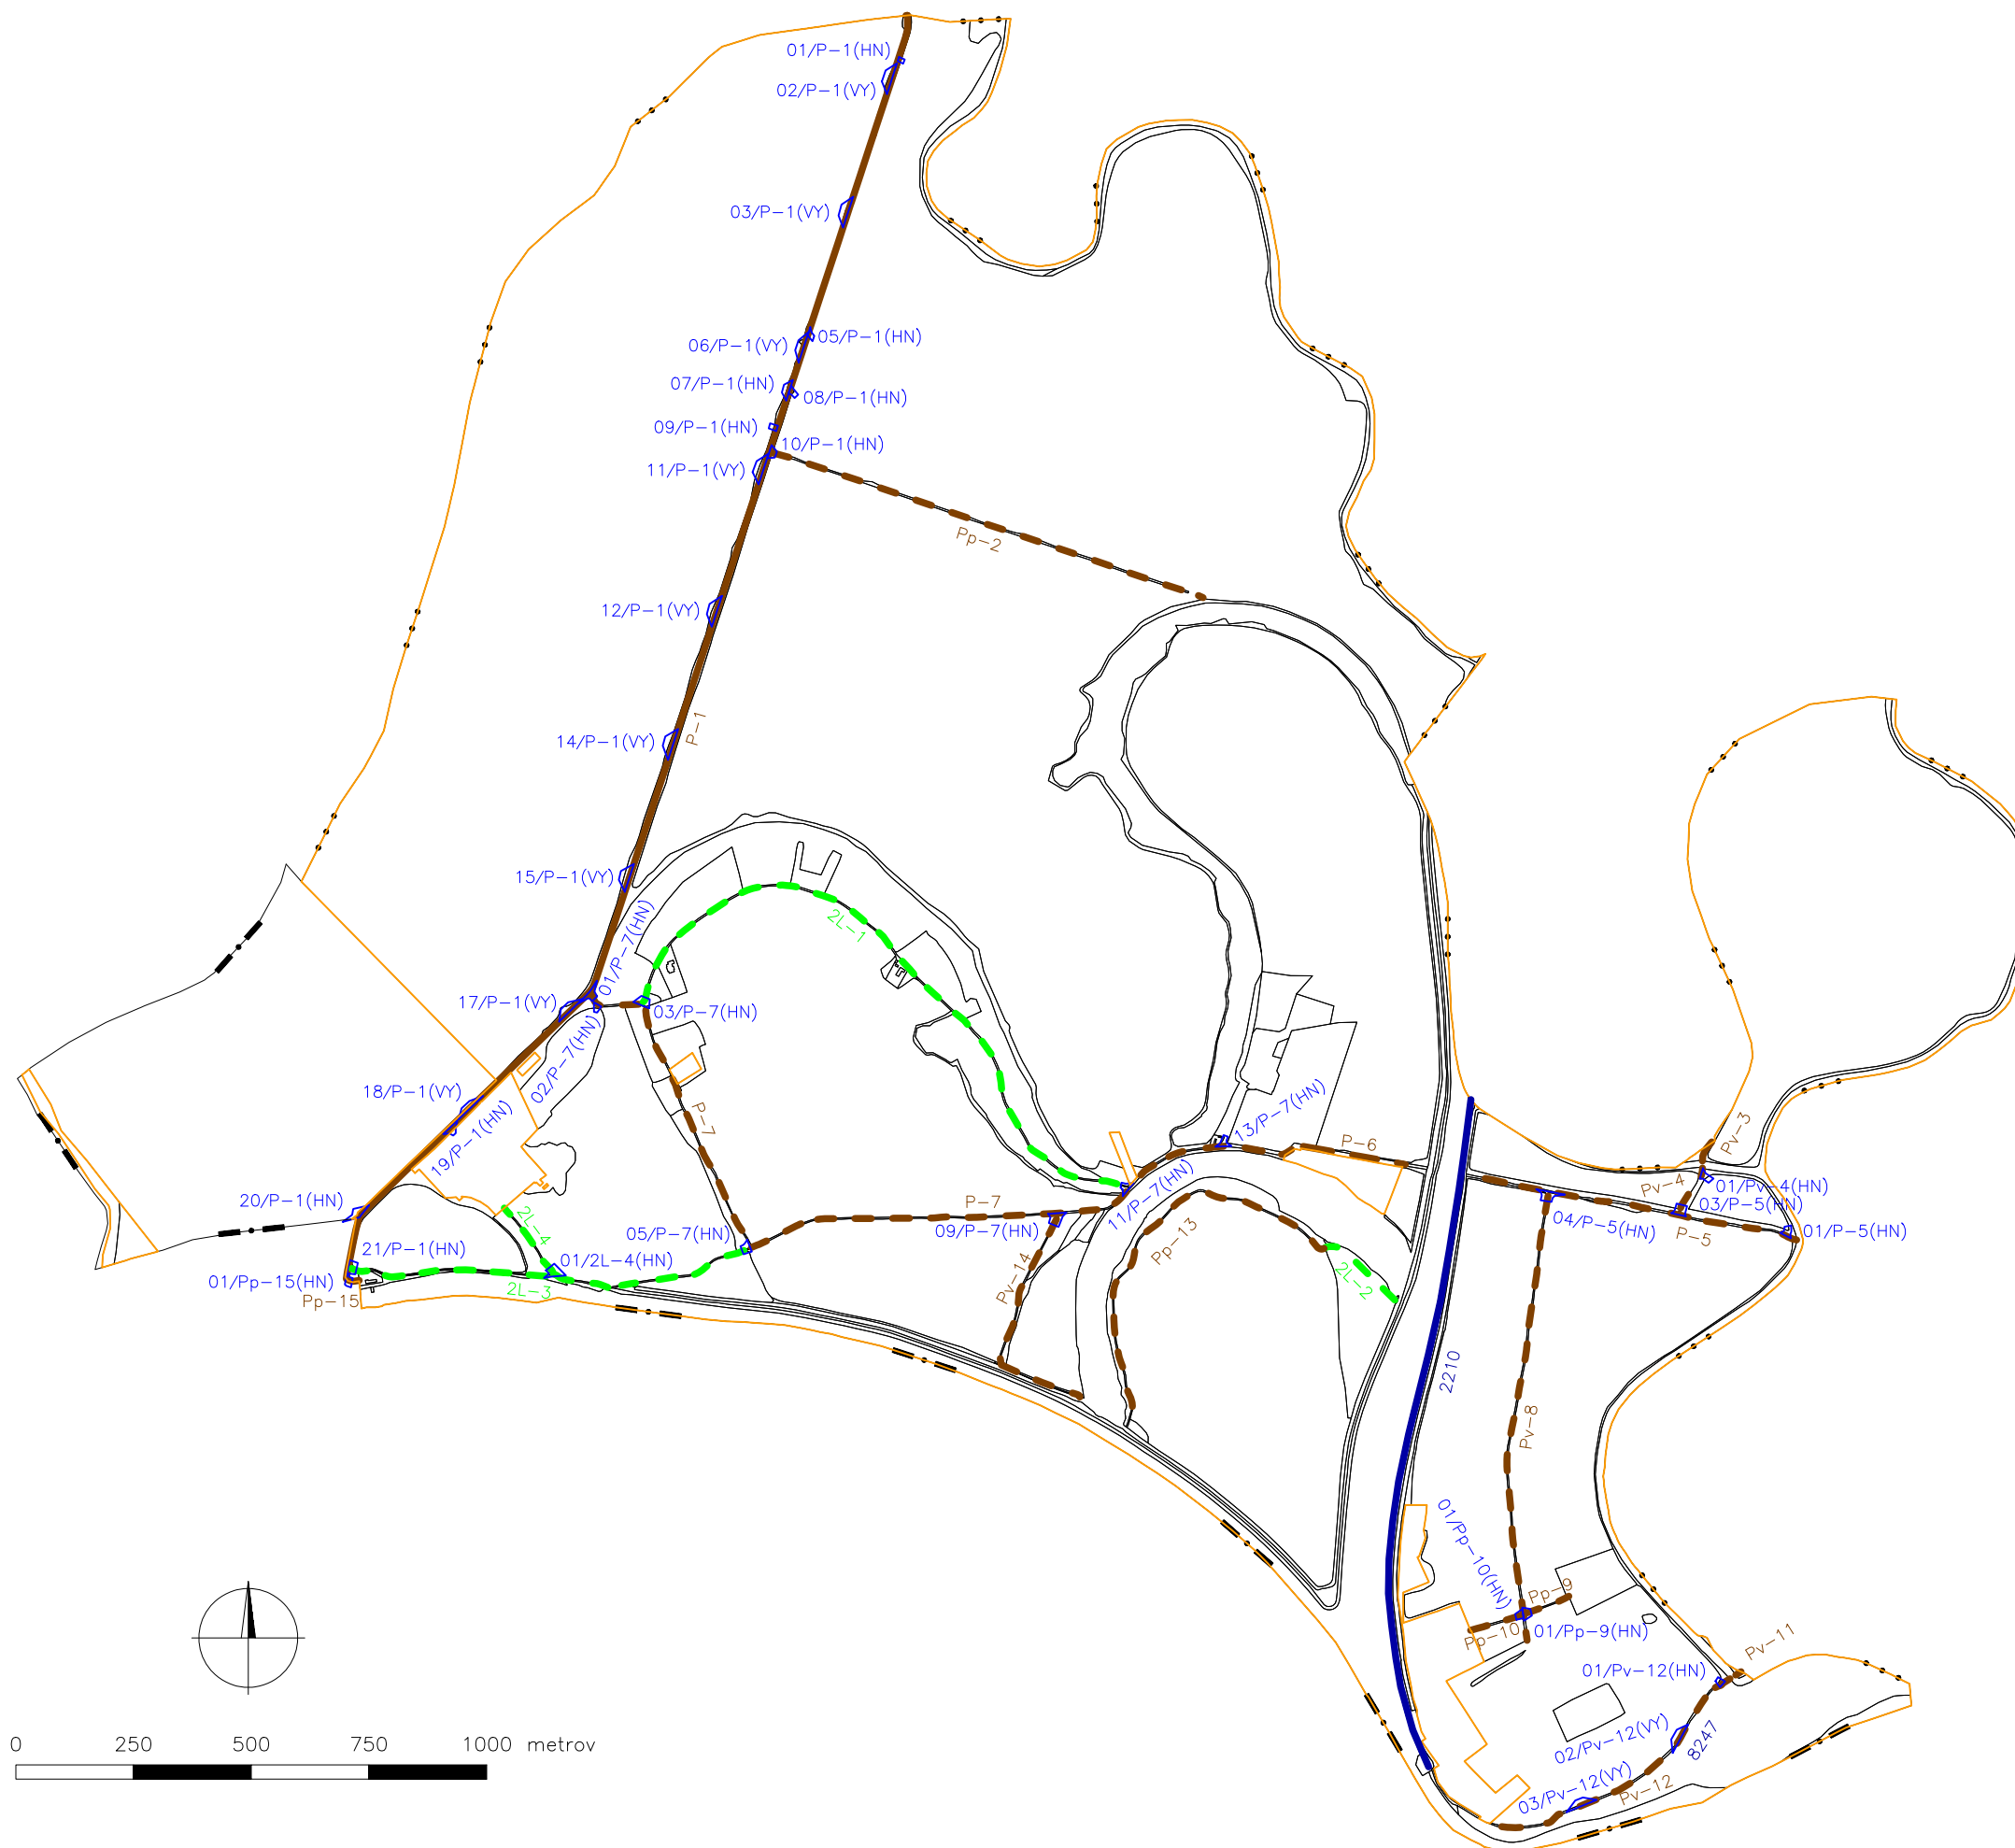 01/P-1(HN)
02/P-1(VY)
03/P-1(VY)
05/P-1(HN)
06/P-1(VY)
07/P-1(HN)
08/P-1(HN)
09/P-1(HN)
10/P-1(HN)
11/P-1(VY)
Pp-2
12/P-1(VY)
P-1
14/P-1(VY)
15/P-1(VY)
2L-1
01/P-7(HN)
17/P-1(VY)
03/P-7(HN)
02/P-7(HN)
18/P-1(VY)
19/P-1(HN)
P-7
13/P-7(HN)
P-6
Pv-3
Pv-4
01/Pv-4(HN)
03/P-5(HN)
04/P-5(HN)
P-5
01/P-5(HN)
20/P-1(HN)
2L-4
P-7
11/P-7(HN)
09/P-7(HN)
05/P-7(HN)
Pp-13
21/P-1(HN)
01/2L-4(HN)
01/Pp-15(HN)
Pp-15
2L-3
Pv-14
2L-2
2210
Pv-8
01/Pp-10(HN)
Pp-9
Pp-10
01/Pp-9(HN)
Pv-11
01/Pv-12(HN)
02/Pv-12(VY)
8247
03/Pv-12(VY)
Pv-12
0 250 500 750 1000 metrov